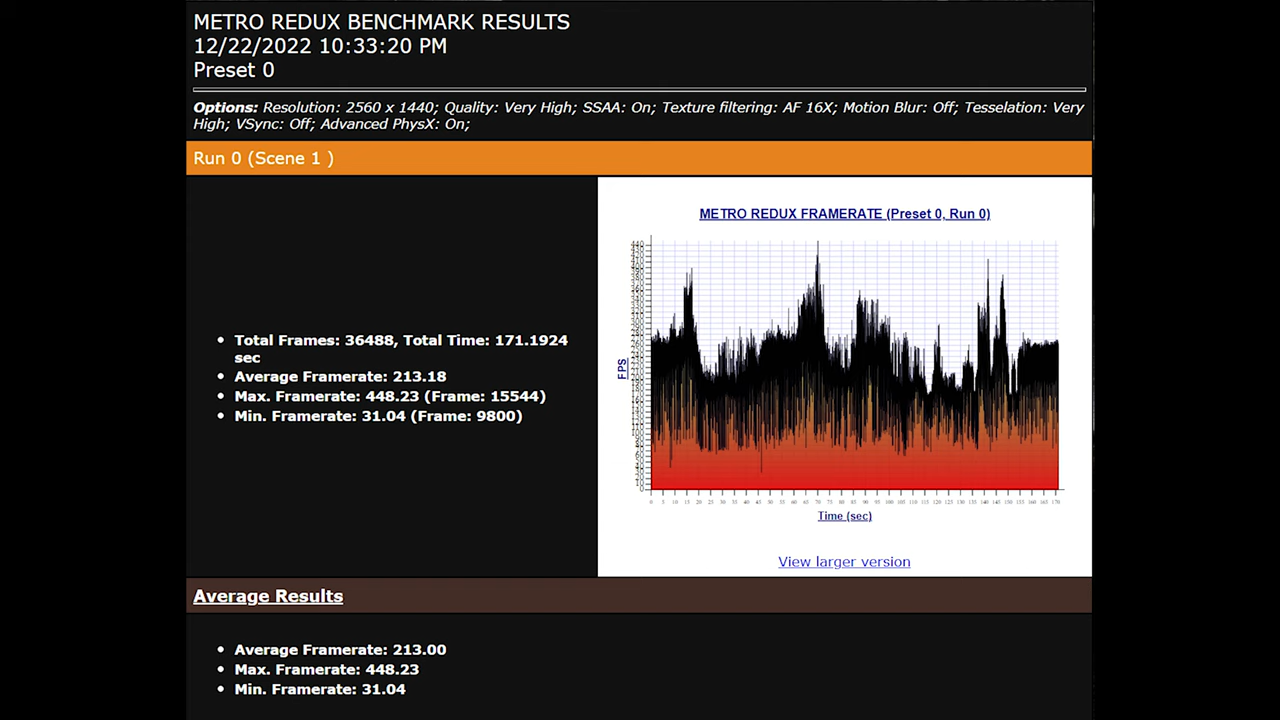 METRO REDUX BENCHMARK RESULTS
12/22/2022 10:33:20 PM
Preset 0
Options: Resolution: 2560 x 1440; Quality: Very High; SSAA: On; Texture filtering: AF 16X; Motion Blur: Off; Tesselation: Very
High; VSync: Off; Advanced PhysX: On;
Run 0 (Scene 1 )
Total Frames: 36488, Total Time: 171.1924
sec
Average Framerate: 213.18
Max. Framerate: 448.23 (Frame: 15544)
Min. Framerate: 31.04 (Frame: 9800)
METRO REDUX FRAMERATE (Preset 0, Run 0)
FPS
Time (sec)
View larger version
Average Results
Average Framerate: 213.00
Max. Framerate: 448.23
Min. Framerate: 31.04